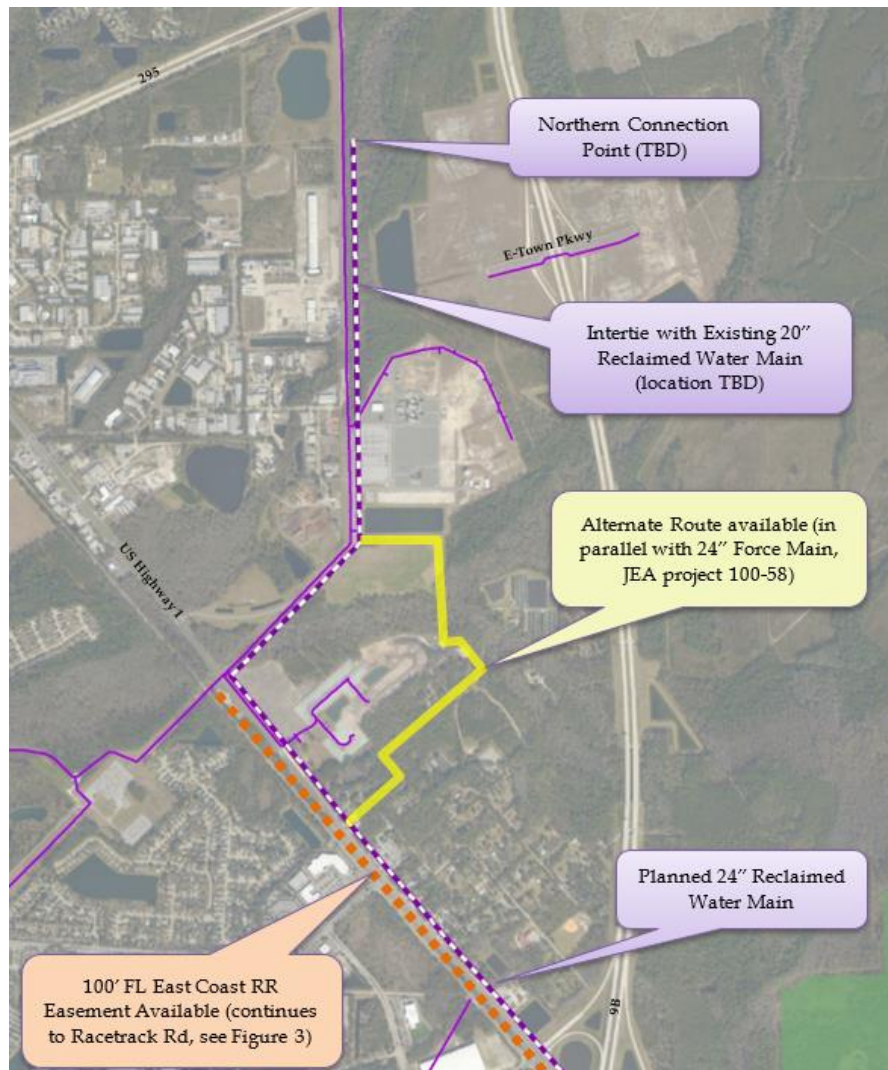 295
Northern Connection
Point (TBD)
E-Town Pkwy
Intertie with Existing 20”
Reclaimed Water Main
(location TBD)
Alternate Route available (in
parallel with 24” Force Main,
JEA project 100-58)
US Highway 1
Planned 24” Reclaimed
Water Main
100’ FL East Coast RR
Easement Available (continues
to Racetrack Rd, see Figure 3)
9B